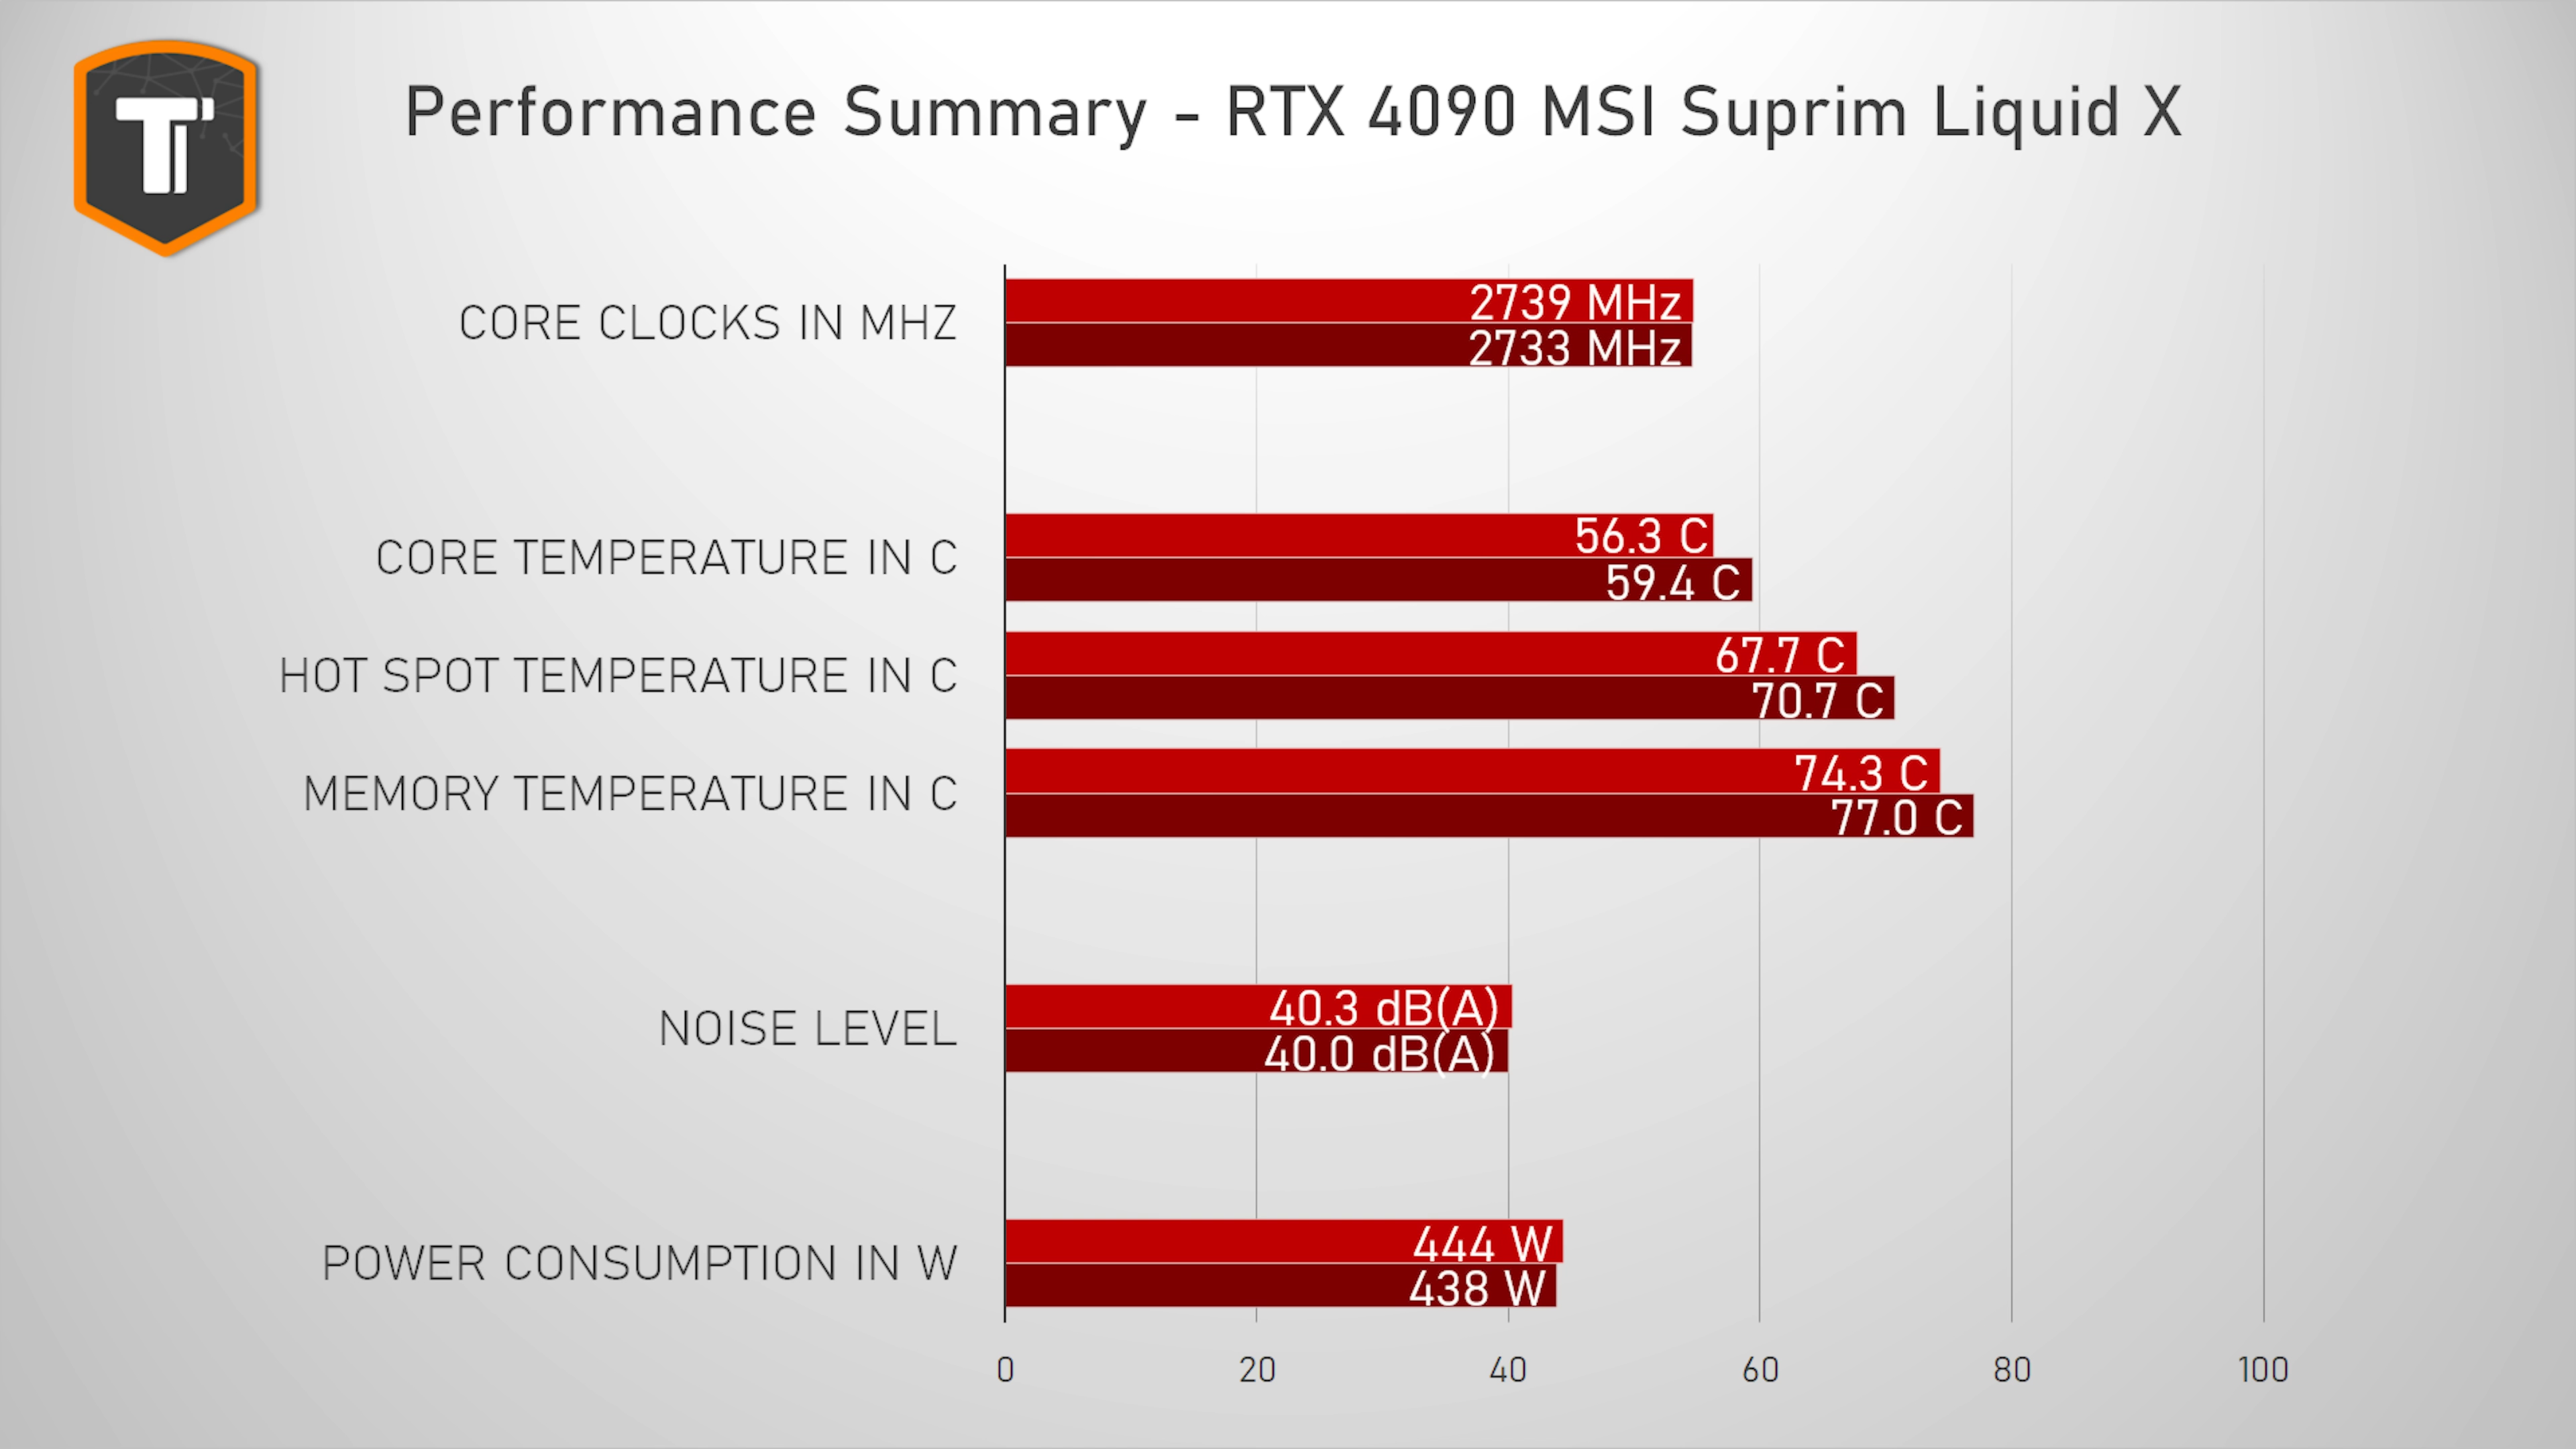 Performance Summary - RTX 4090 MSI Suprim Liquid X
CORE CLOCKS IN MHZ
2739 MHz
2733 MHz
CORE TEMPERATURE IN C
56.3 C
59.4 C
HOT SPOT TEMPERATURE IN C
67.7 C
70.7 C
MEMORY TEMPERATURE IN C
74.3 C
77.0 C
NOISE LEVEL
40.3 dB(A)
40.0 dB(A)
POWER CONSUMPTION IN W
444 W
438 W
0 20 40 60 80 100